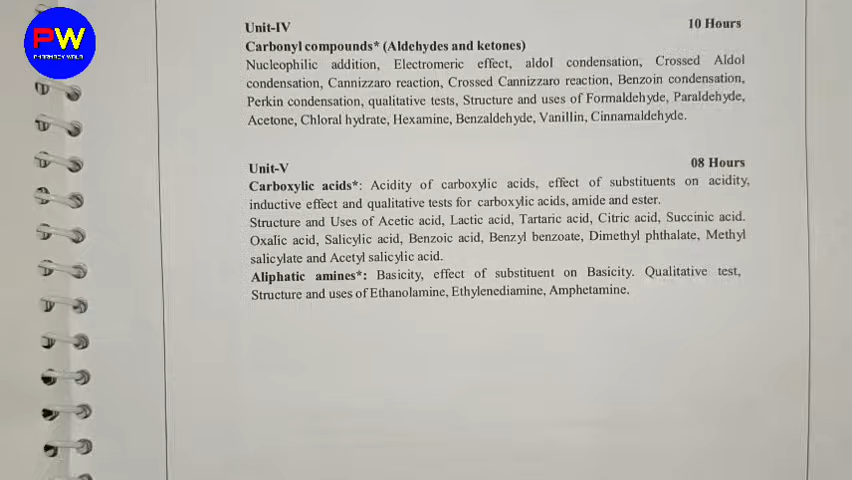 PW
PHARMACY WALA
Unit-IV 10 Hours
Carbonyl compounds* (Aldehydes and ketones)
Nucleophilic addition, Electromeric effect, aldol condensation, Crossed Aldol
condensation, Cannizzaro reaction, Crossed Cannizzaro reaction, Benzoin condensation,
Perkin condensation, qualitative tests, Structure and uses of Formaldehyde, Paraldehyde,
Acetone, Chloral hydrate, Hexamine, Benzaldehyde, Vanillin, Cinnamaldehyde.
Unit-V 08 Hours
Carboxylic acids*: Acidity of carboxylic acids, effect of substituents on acidity,
inductive effect and qualitative tests for carboxylic acids, amide and ester.
Structure and Uses of Acetic acid, Lactic acid, Tartaric acid, Citric acid, Succinic acid.
Oxalic acid, Salicylic acid, Benzoic acid, Benzyl benzoate, Dimethyl phthalate, Methyl
salicylate and Acetyl salicylic acid.
Aliphatic amines*: Basicity, effect of substituent on Basicity. Qualitative test,
Structure and uses of Ethanolamine, Ethylenediamine, Amphetamine.